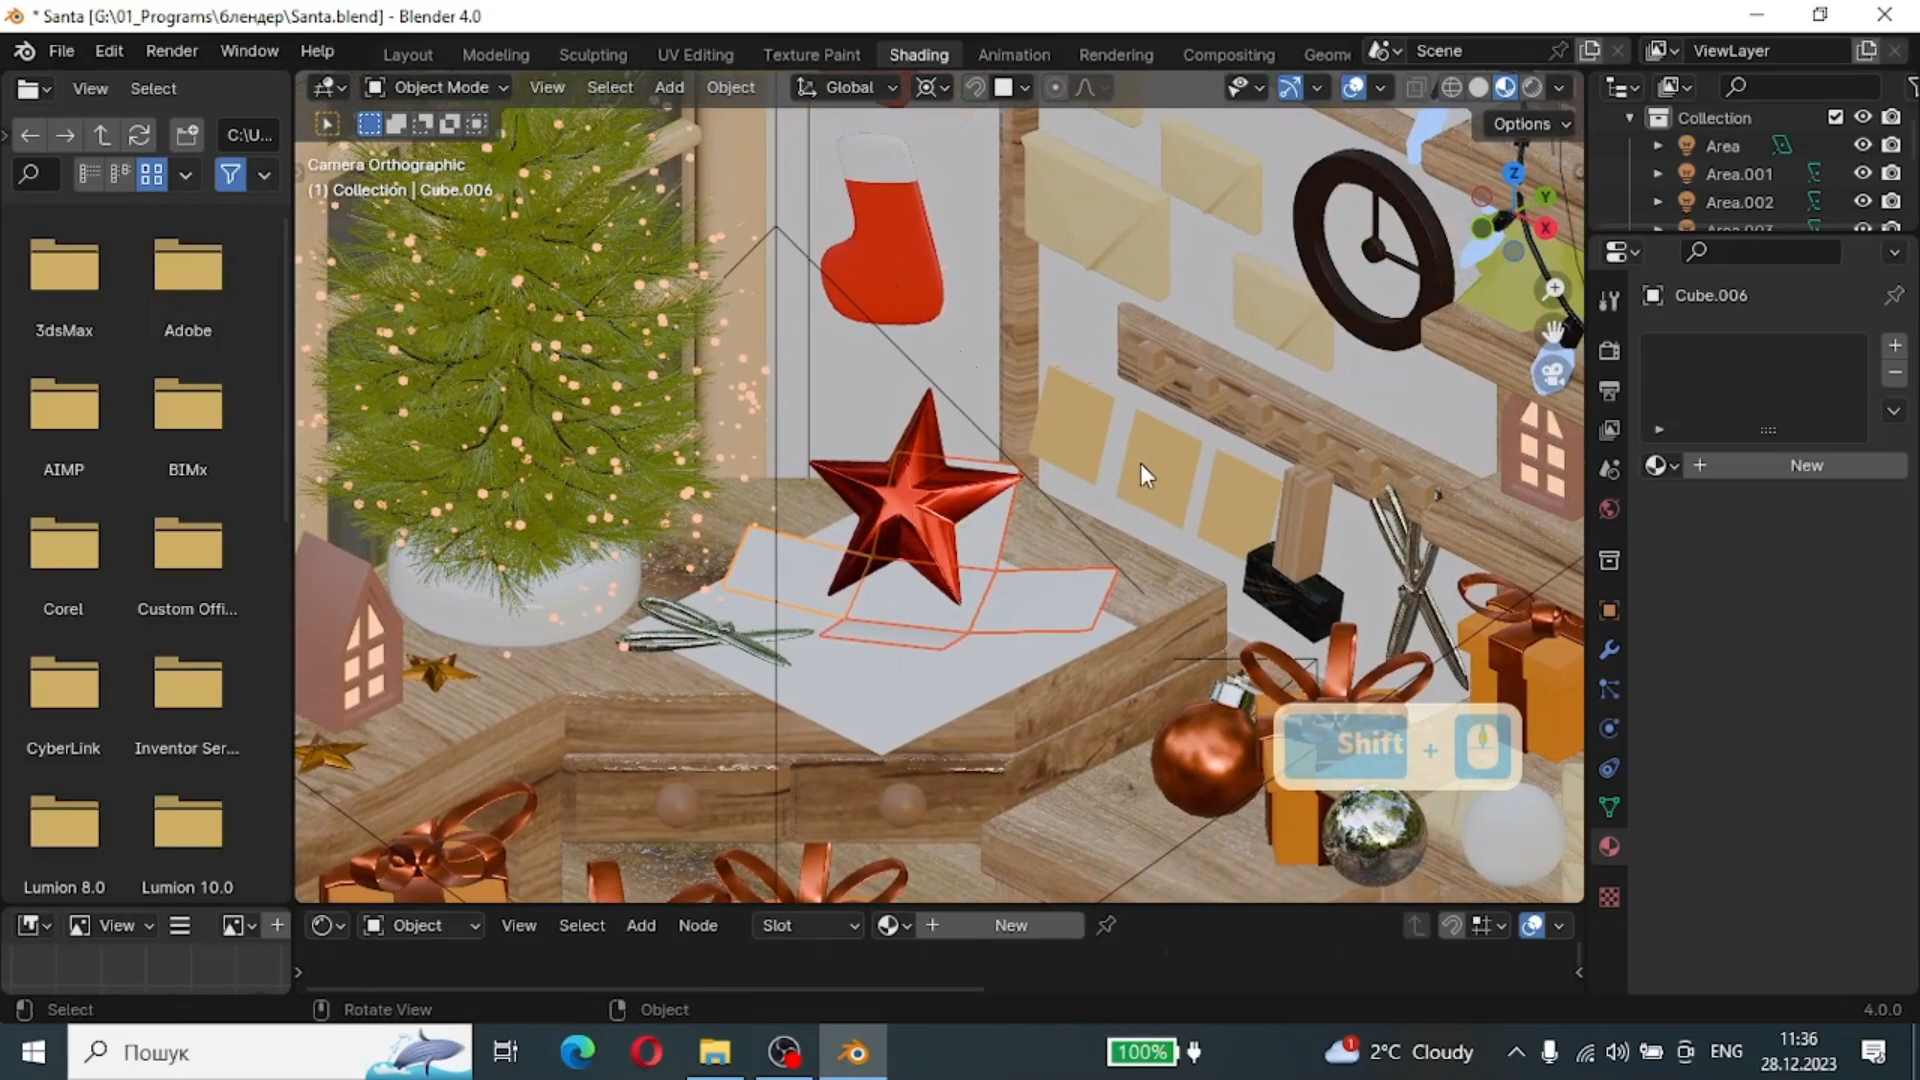 * Santa [G:\01_Programs\блендер\Santa.blend] - Blender 4.0
File Edit Render Window Help
Layout Modeling Sculpting UV Editing Texture Paint Shading Animation Rendering Compositing Geome
Scene
ViewLayer
View Select
Object Mode View Select Add Object
Global
C:\U...
Options
Camera Orthographic
(1) Collection | Cube.006
Z
Y
X
Collection
Area
Area.001
Area.002
Cube.006
New
3dsMax Adobe
AIMP BIMx
Corel Custom Offi...
CyberLink Inventor Ser...
Lumion 8.0 Lumion 10.0
Shift +
View
Object View Select Add Node
Slot
New
Select Rotate View Object
4.0.0
Пошук
100%
1
2°C Cloudy
ENG
11:36
28.12.2023